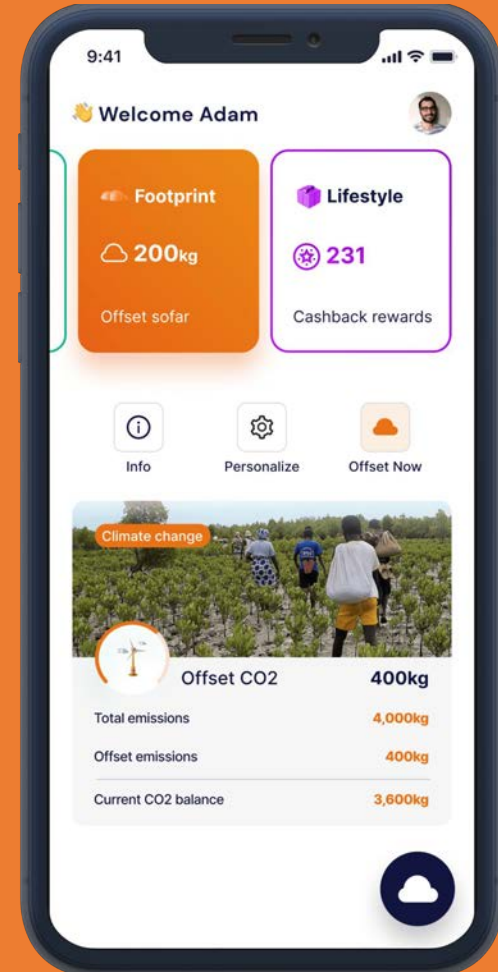 9:41
👋 Welcome Adam
Footprint
200kg
Offset sofar
Lifestyle
231
Cashback rewards
Info
Personalize
Offset Now
Climate change
Offset CO2 400kg
Total emissions 4,000kg
Offset emissions 400kg
Current CO2 balance 3,600kg